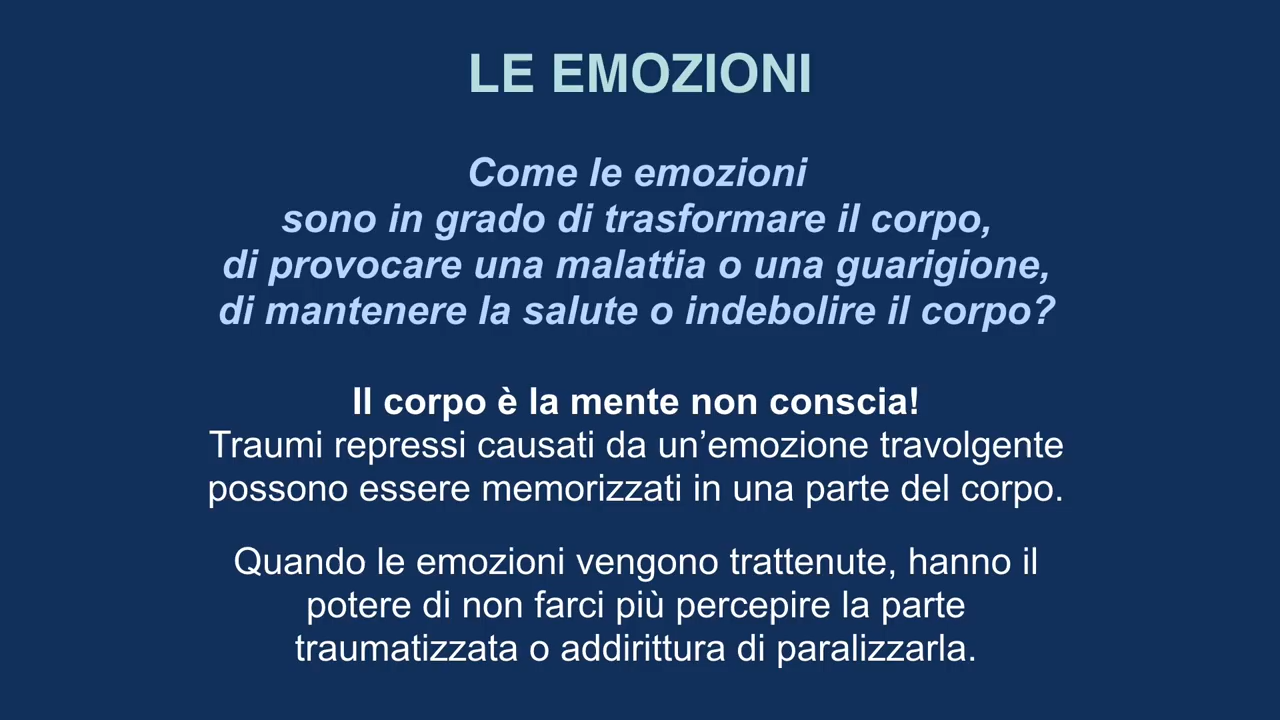 LE EMOZIONI
Come le emozioni
sono in grado di trasformare il corpo,
di provocare una malattia o una guarigione,
di mantenere la salute o indebolire il corpo?
Il corpo è la mente non conscia!
Traumi repressi causati da un’emozione travolgente
possono essere memorizzati in una parte del corpo.
Quando le emozioni vengono trattenute, hanno il
potere di non farci più percepire la parte
traumatizzata o addirittura di paralizzarla.